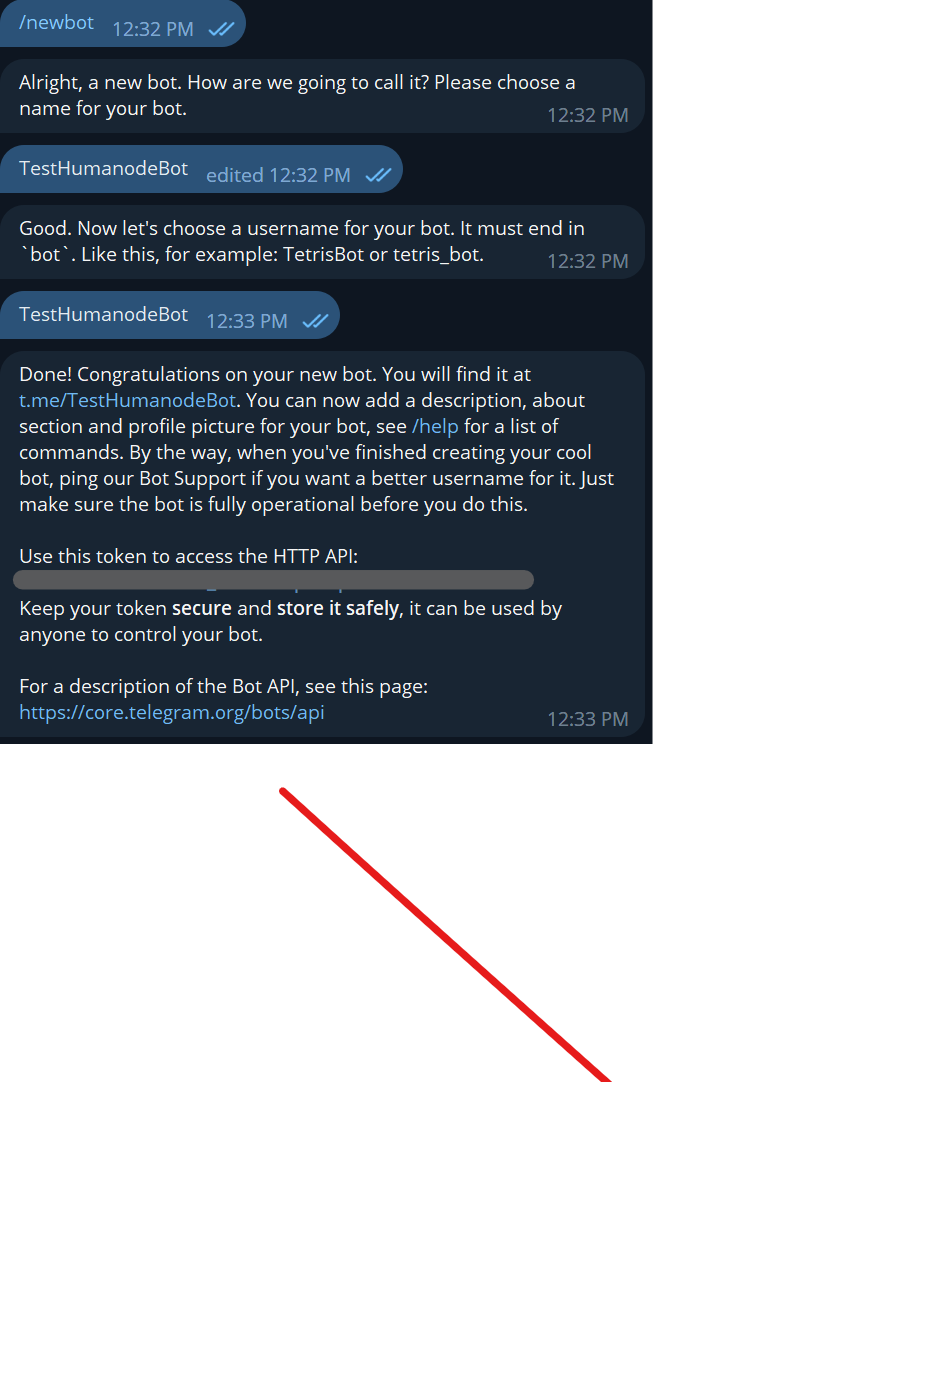 /newbot 12:32 PM
Alright, a new bot. How are we going to call it? Please choose a
name for your bot. 12:32 PM
TestHumanodeBot edited 12:32 PM
Good. Now let's choose a username for your bot. It must end in
`bot`. Like this, for example: TetrisBot or tetris_bot. 12:32 PM
TestHumanodeBot 12:33 PM
Done! Congratulations on your new bot. You will find it at
t.me/TestHumanodeBot. You can now add a description, about
section and profile picture for your bot, see /help for a list of
commands. By the way, when you've finished creating your cool
bot, ping our Bot Support if you want a better username for it. Just
make sure the bot is fully operational before you do this.
Use this token to access the HTTP API:
Keep your token secure and store it safely, it can be used by
anyone to control your bot.
For a description of the Bot API, see this page:
https://core.telegram.org/bots/api 12:33 PM